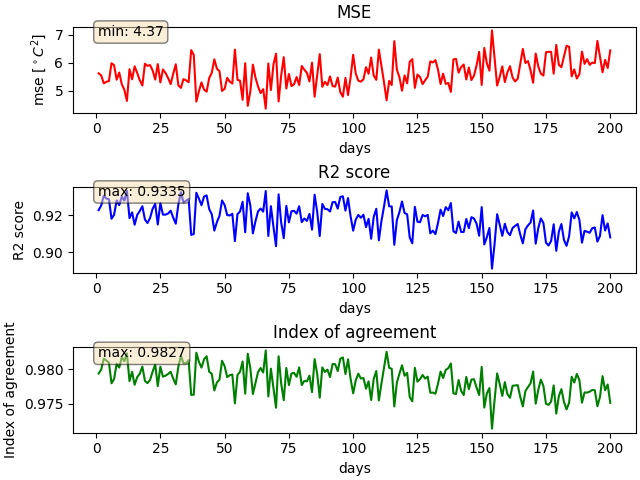 MSE
min: 4.37
7
6
5
mse [°C²]
0 25 50 75 100 125 150 175 200
days
R2 score
max: 0.9335
0.92
0.90
R2 score
0 25 50 75 100 125 150 175 200
days
Index of agreement
max: 0.9827
0.980
0.975
Index of agreement
0 25 50 75 100 125 150 175 200
days